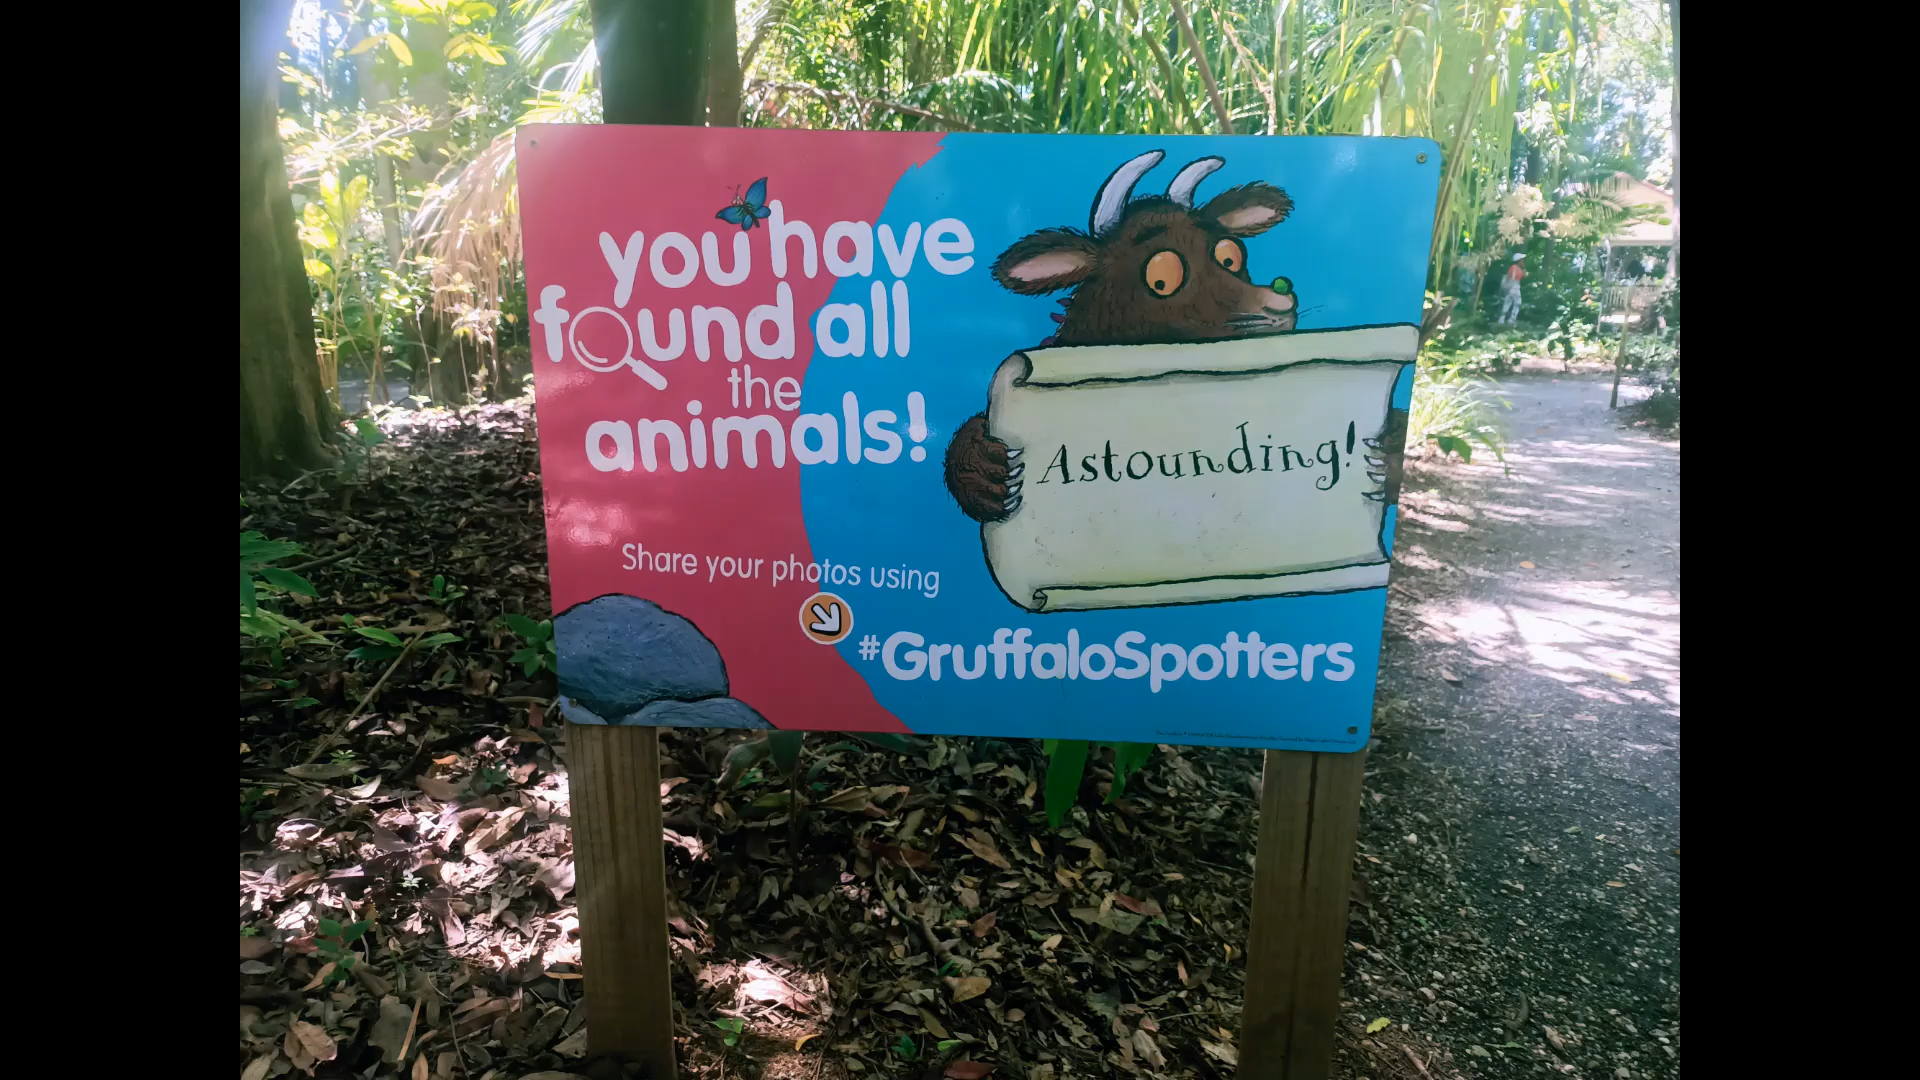 you have
found all
the
animals!
Astounding!
Share your photos using
#GruffaloSpotters